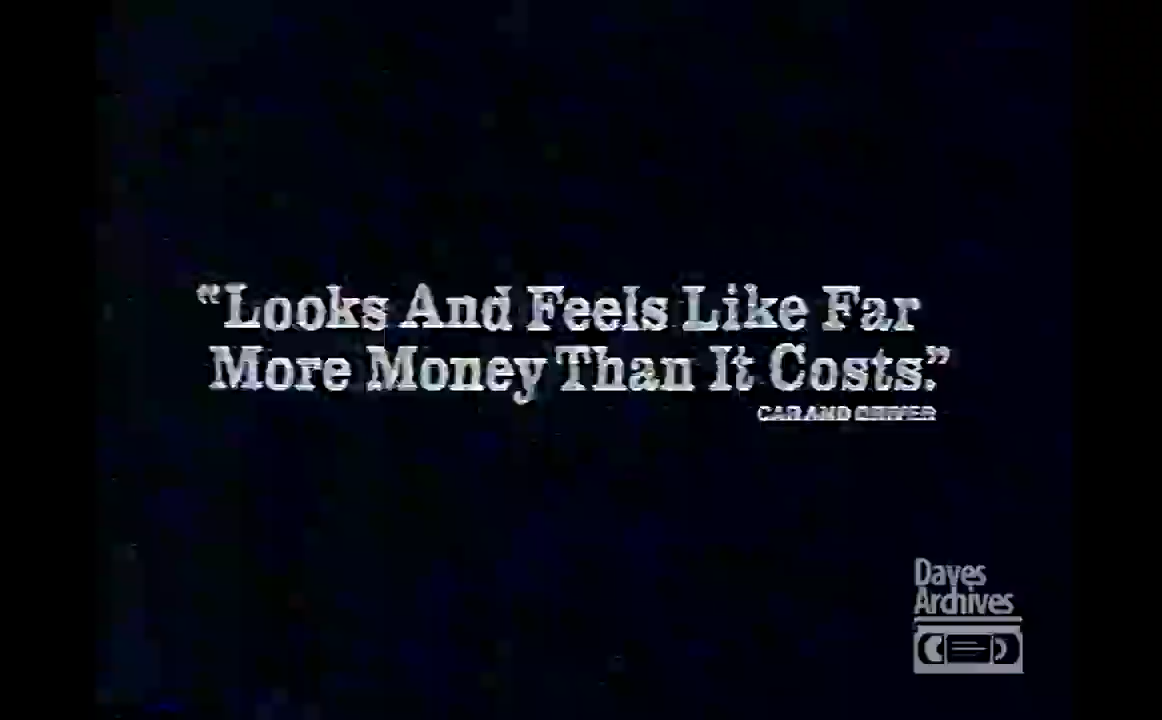 “Looks And Feels Like Far
More Money Than It Costs.”
CAR AND DRIVER
Daves
Archives